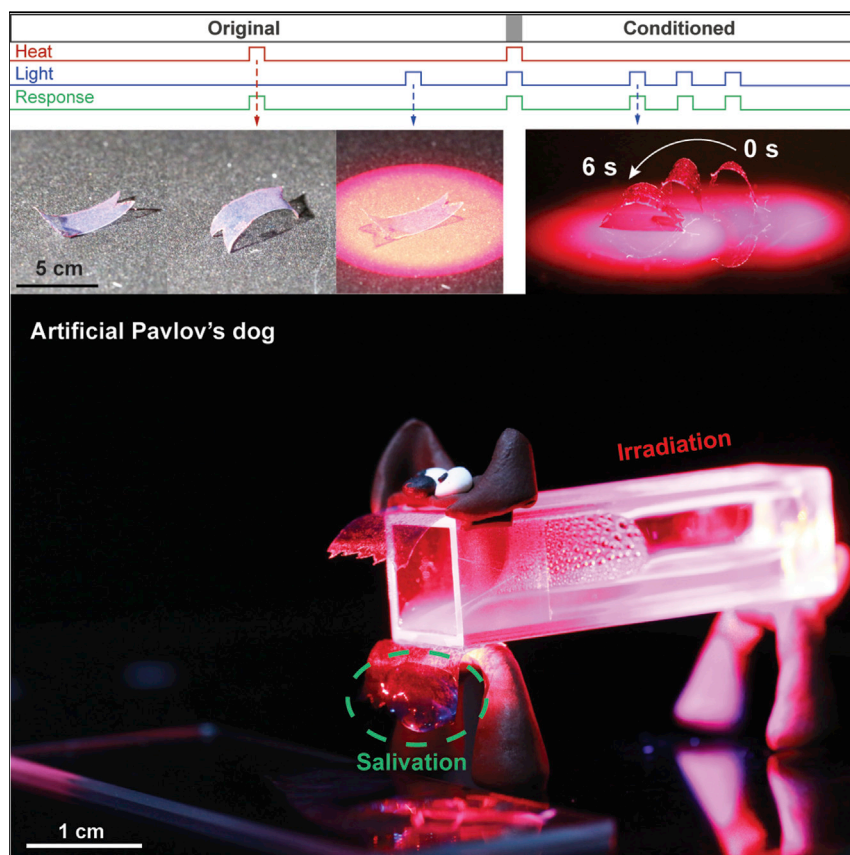 Original
Conditioned
Heat
Light
Response
0 s
6 s
5 cm
Artificial Pavlov's dog
Irradiation
Salivation
1 cm